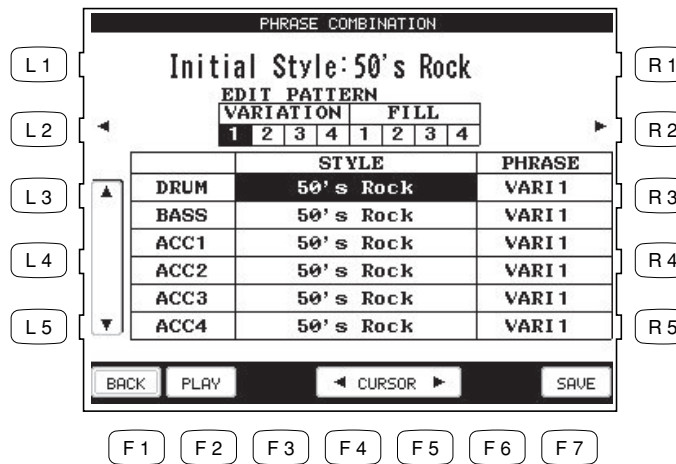 PHRASE COMBINATION
Initial Style:50's Rock
EDIT PATTERN
VARIATION FILL
1 2 3 4 1 2 3 4
STYLE PHRASE
DRUM 50's Rock VARI1
BASS 50's Rock VARI1
ACC1 50's Rock VARI1
ACC2 50's Rock VARI1
ACC3 50's Rock VARI1
ACC4 50's Rock VARI1
BACK PLAY CURSOR SAVE
L1
L2
L3
L4
L5
R1
R2
R3
R4
R5
F1 F2 F3 F4 F5 F6 F7